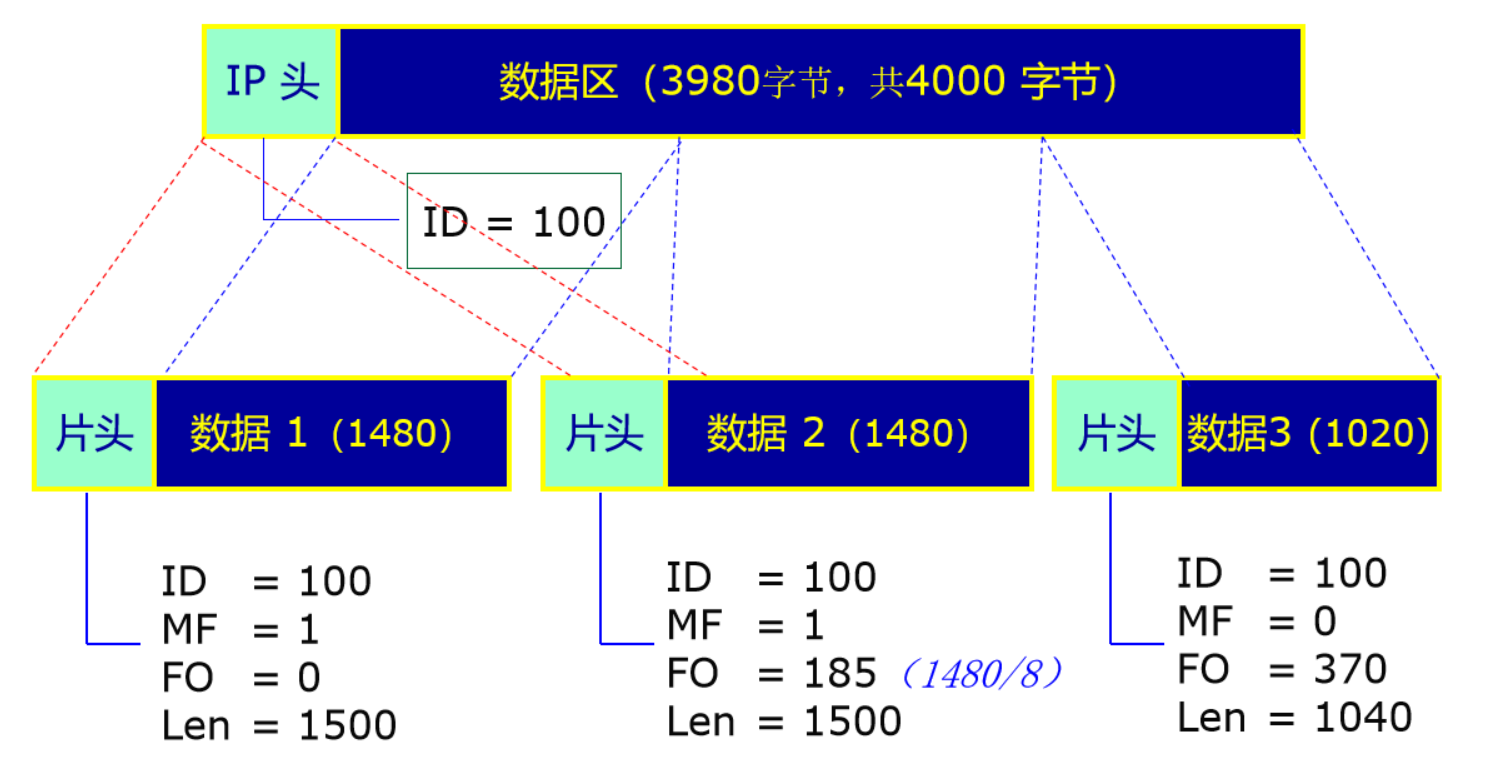 IP 头
数据区 (3980字节，共4000 字节)
ID = 100
片头
数据 1 (1480)
片头
数据 2 (1480)
片头
数据3 (1020)
ID = 100
MF = 1
FO = 0
Len = 1500
ID = 100
MF = 1
FO = 185 (1480/8)
Len = 1500
ID = 100
MF = 0
FO = 370
Len = 1040